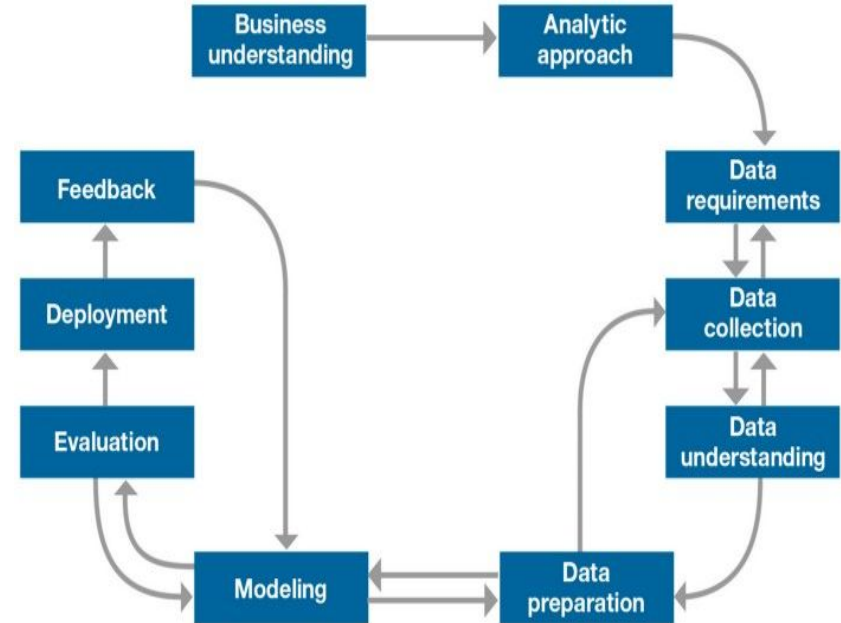 Business
understanding
Analytic
approach
Data
requirements
Data
collection
Data
understanding
Data
preparation
Modeling
Evaluation
Deployment
Feedback